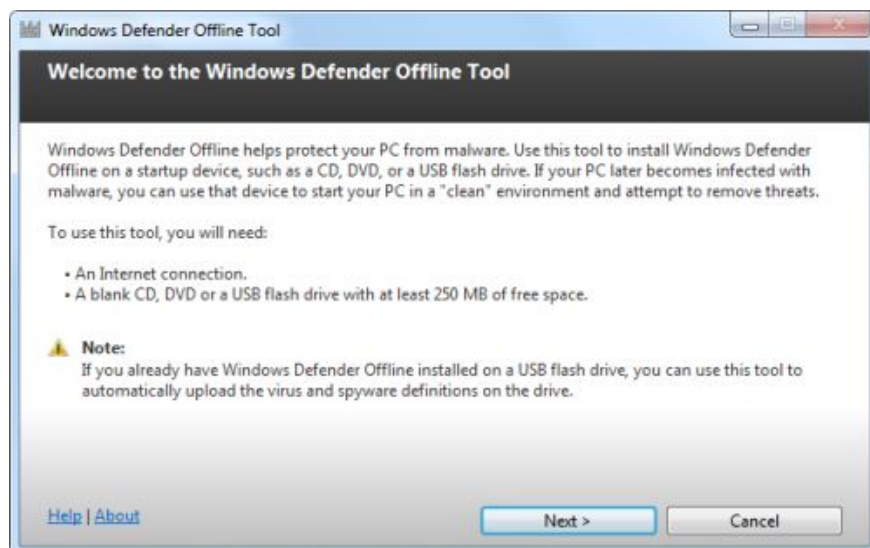 Windows Defender Offline Tool
Welcome to the Windows Defender Offline Tool
Windows Defender Offline helps protect your PC from malware. Use this tool to install Windows Defender
Offline on a startup device, such as a CD, DVD, or a USB flash drive. If your PC later becomes infected with
malware, you can use that device to start your PC in a "clean" environment and attempt to remove threats.
To use this tool, you will need:
• An Internet connection.
• A blank CD, DVD or a USB flash drive with at least 250 MB of free space.
Note:
If you already have Windows Defender Offline installed on a USB flash drive, you can use this tool to
automatically upload the virus and spyware definitions on the drive.
Help | About Next > Cancel